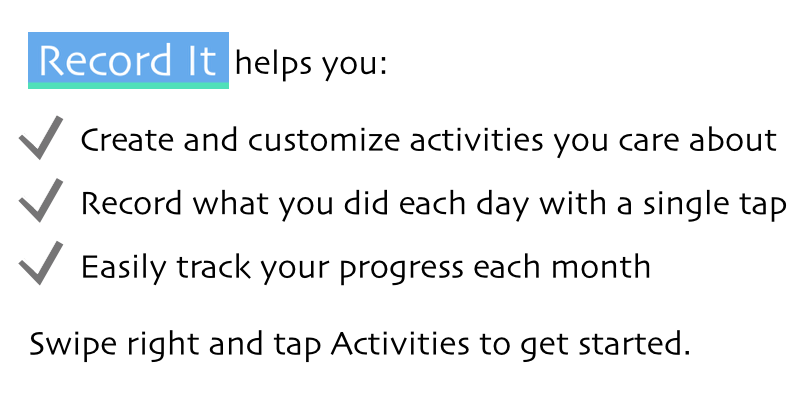 Record It helps you:
Create and customize activities you care about
Record what you did each day with a single tap
Easily track your progress each month
Swipe right and tap Activities to get started.